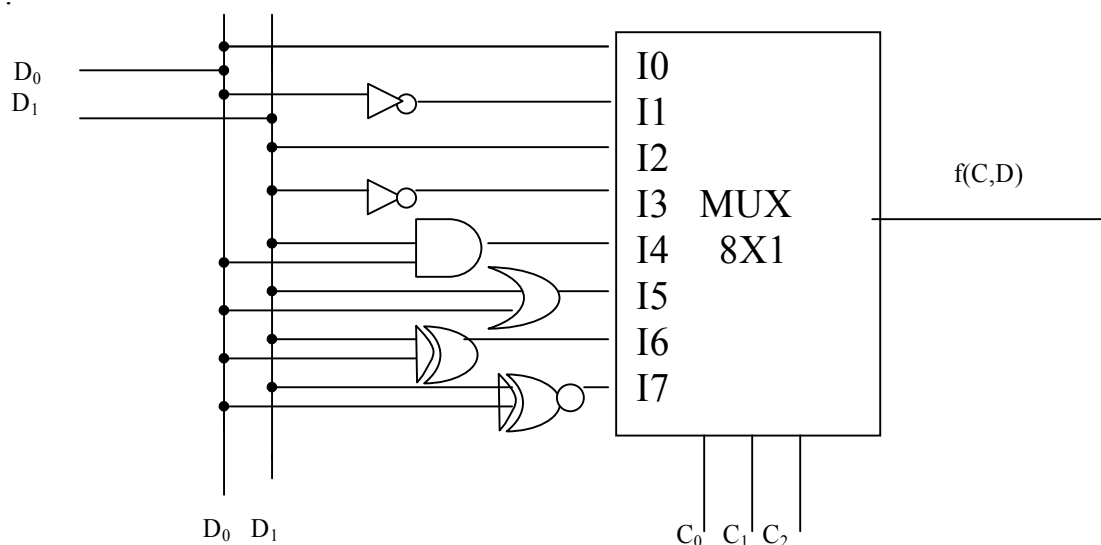 .
D₀
D₁
I0
I1
I2
I3
I4
I5
I6
I7
MUX
8X1
f(C,D)
D₀ D₁
C₀ C₁ C₂